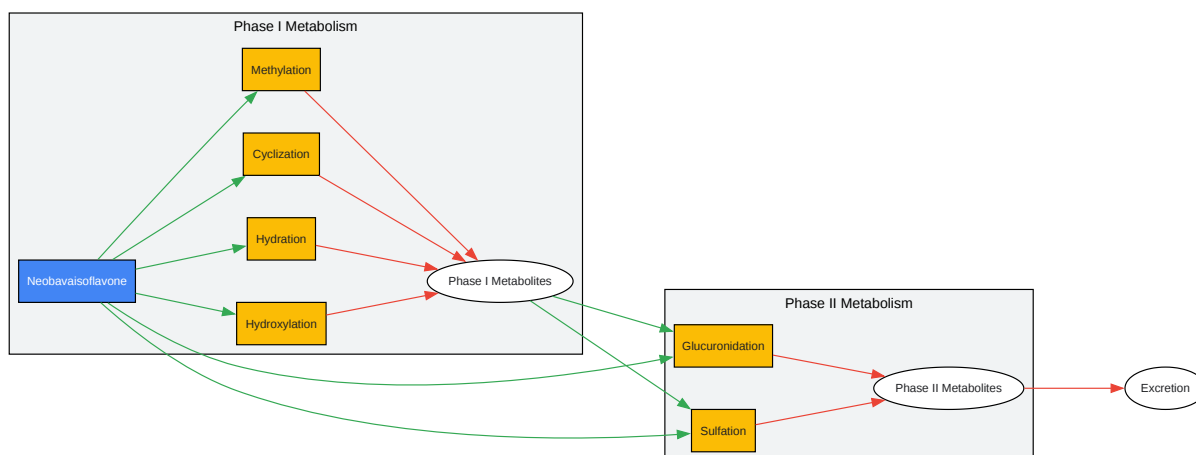 Phase I Metabolism
Methylation
Cyclization
Hydration
Neobavaisoflavone
Phase I Metabolites
Hydroxylation
Phase II Metabolism
Glucuronidation
Phase II Metabolites
Excretion
Sulfation